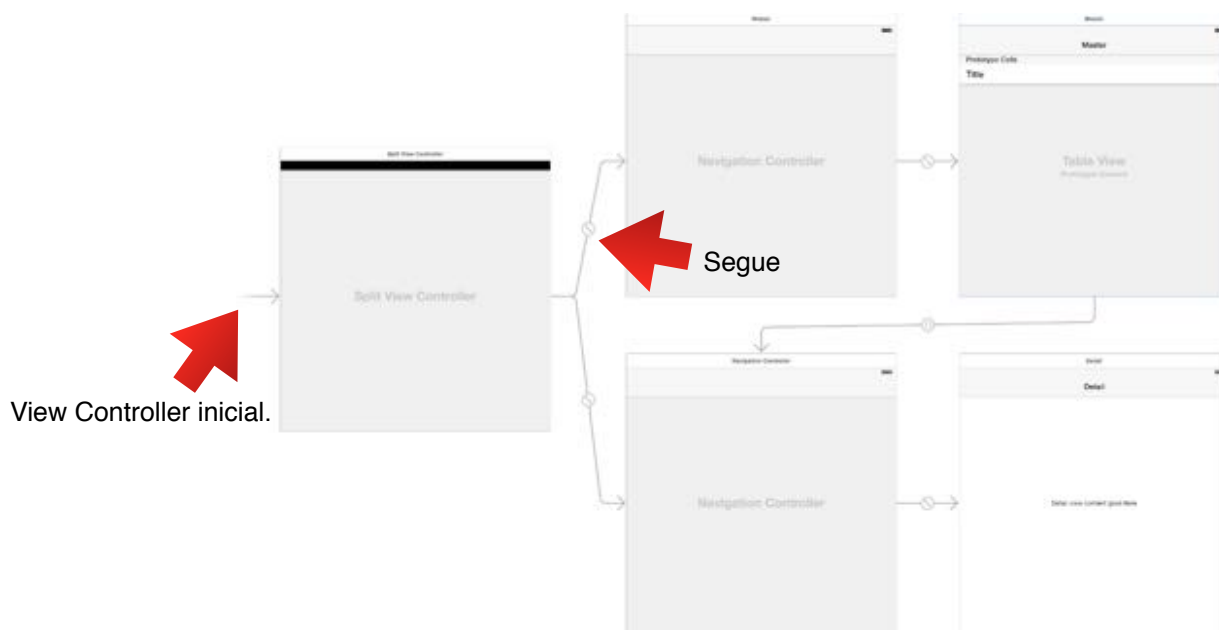 Master
Prototype Cells
Title
Split View Controller
Navigation Controller
Table View
Prototype Content
Segue
Split View Controller
Navigation Controller
Detail
View Controller inicial.
Detail
Navigation Controller
Detail view content goes here